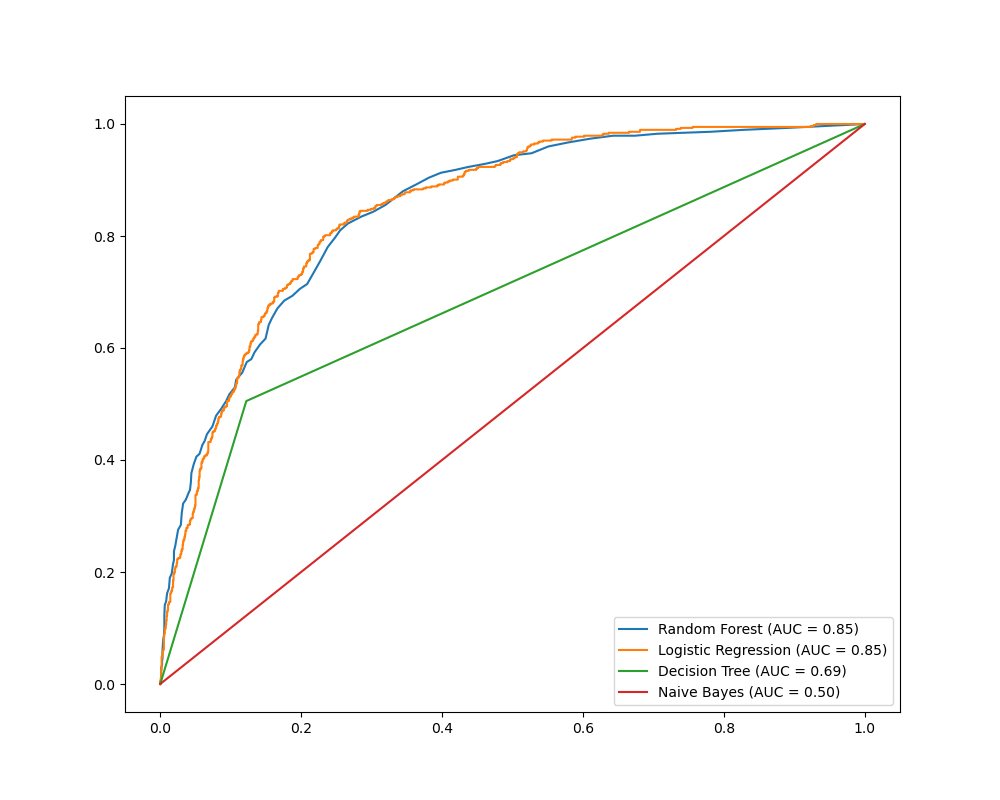 1.0
0.8
0.6
0.4
0.2
0.0
0.0 0.2 0.4 0.6 0.8 1.0
Random Forest (AUC = 0.85)
Logistic Regression (AUC = 0.85)
Decision Tree (AUC = 0.69)
Naive Bayes (AUC = 0.50)